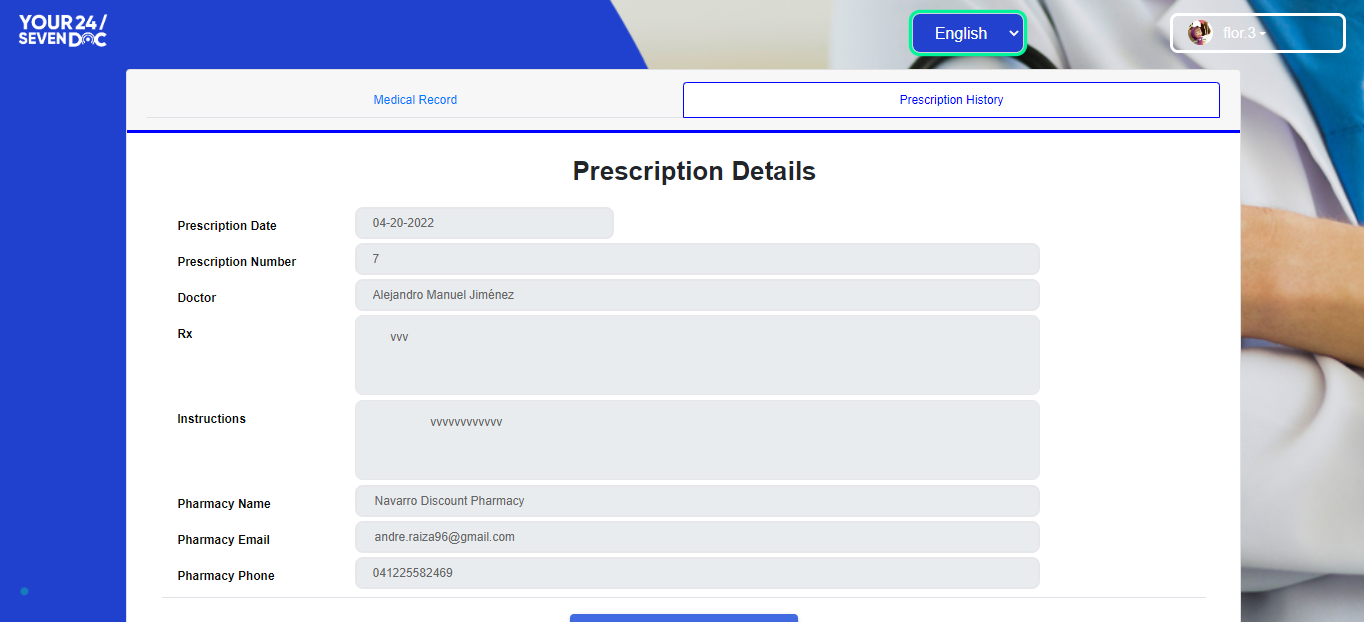 YOUR 24/
SEVEN DOC
English
flor.3
Medical Record
Prescription History
Prescription Details
Prescription Date
04-20-2022
Prescription Number
7
Doctor
Alejandro Manuel Jiménez
Rx
vvv
Instructions
vvvvvvvvvvvv
Pharmacy Name
Navarro Discount Pharmacy
Pharmacy Email
andre.raiza96@gmail.com
Pharmacy Phone
041225582469